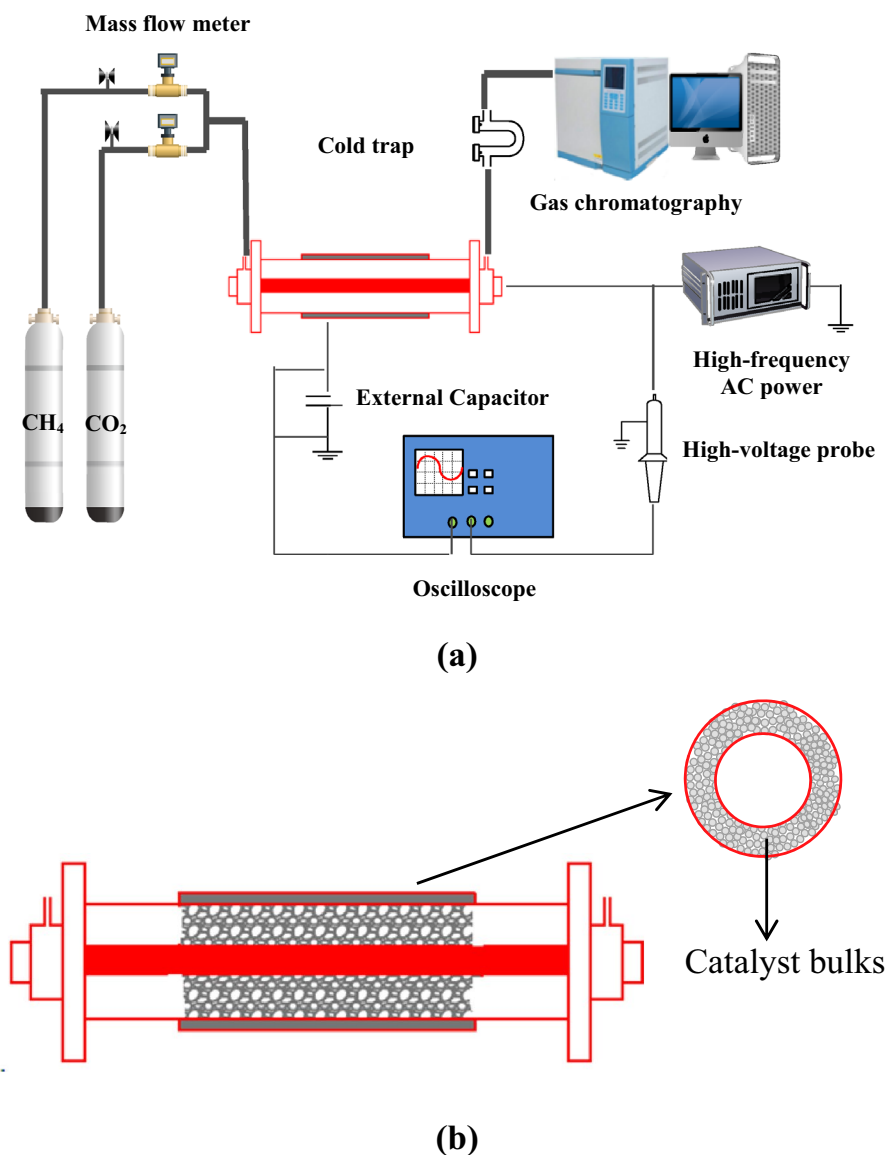 Mass flow meter
Cold trap
Gas chromatography
CH₄
CO₂
External Capacitor
High-frequency
AC power
High-voltage probe
Oscilloscope
(a)
Catalyst bulks
(b)